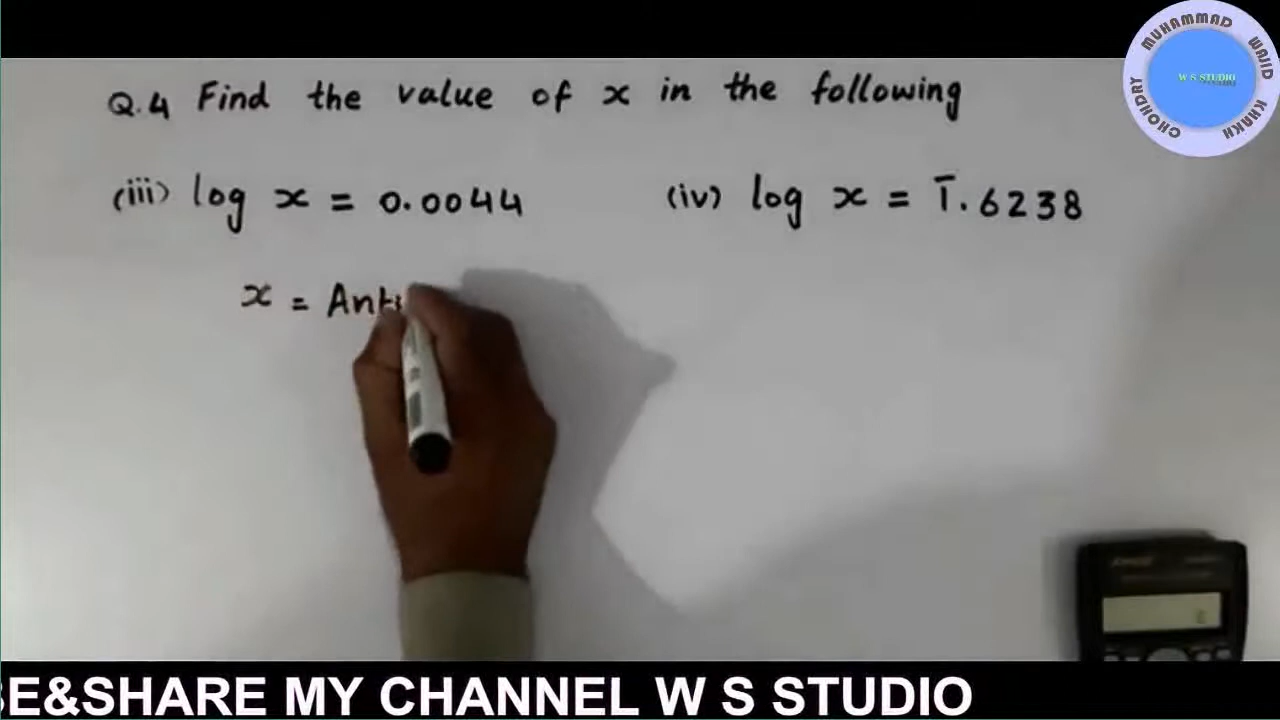 Q.4 Find the value of x in the following
(iii) log x = 0.0044
(iv) log x = 1̅.6238
x = Anti
MUHAMMAD WAJID KHAKH CHOHDRY
W S STUDIO
E&SHARE MY CHANNEL W S STUDIO